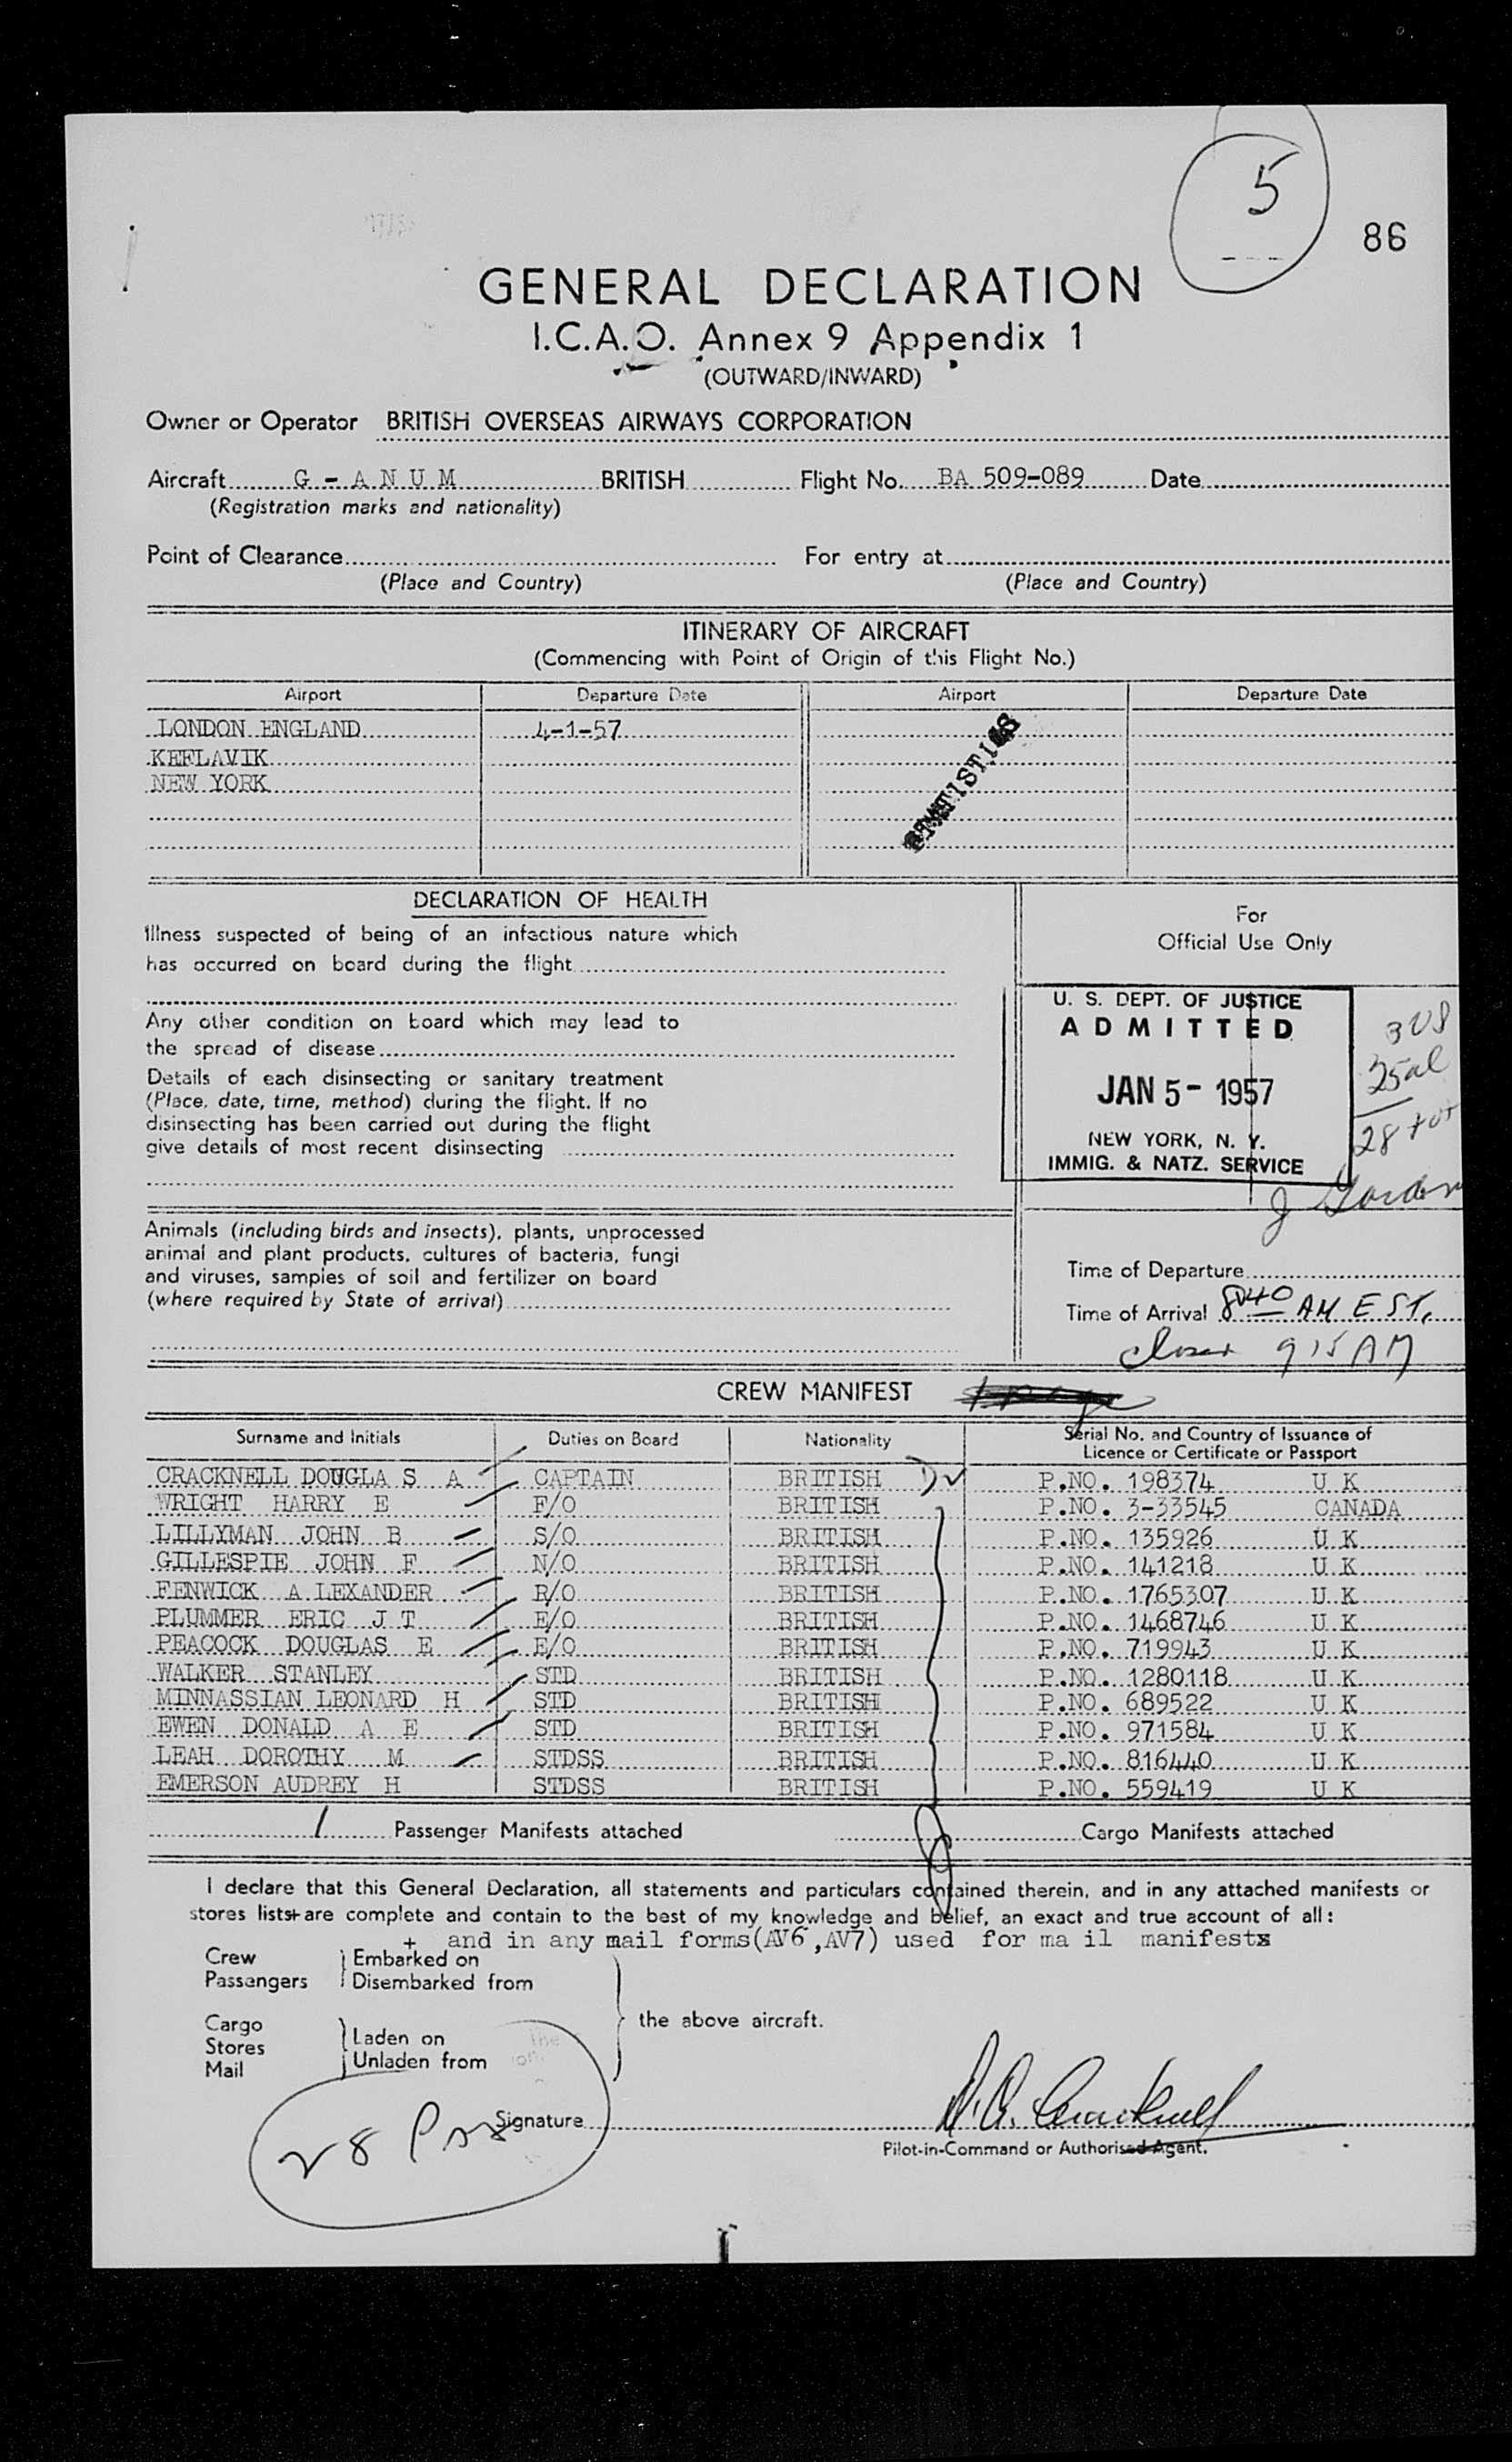 5
86
GENERAL DECLARATION
I.C.A.O. Annex 9 Appendix 1
(OUTWARD/INWARD)
Owner or Operator BRITISH OVERSEAS AIRWAYS CORPORATION
Aircraft G - A N U M BRITISH Flight No. BA 509-089 Date
(Registration marks and nationality)
Point of Clearance For entry at
(Place and Country) (Place and Country)
ITINERARY OF AIRCRAFT
(Commencing with Point of Origin of this Flight No.)
Airport Departure Date Airport Departure Date
LONDON ENGLAND 4-1-57
KEFLAVIK
NEW YORK
DECLARATION OF HEALTH
Illness suspected of being of an infectious nature which
has occurred on board during the flight
Any other condition on board which may lead to
the spread of disease
Details of each disinsecting or sanitary treatment
(Place, date, time, method) during the flight. If no
disinsecting has been carried out during the flight
give details of most recent disinsecting
For
Official Use Only
U. S. DEPT. OF JUSTICE
ADMITTED
JAN 5- 1957
NEW YORK, N. Y.
IMMIG. & NATZ. SERVICE
3 US
25 al
28 tot
J Gordon
Animals (including birds and insects), plants, unprocessed
animal and plant products, cultures of bacteria, fungi
and viruses, samples of soil and fertilizer on board
(where required by State of arrival)
Time of Departure
Time of Arrival 840 AM EST.
closed 915 AM
CREW MANIFEST
Surname and Initials Duties on Board Nationality Serial No. and Country of Issuance of
Licence or Certificate or Passport
CRACKNELL DOUGLA S A CAPTAIN BRITISH P.NO. 198374 U K
WRIGHT HARRY E F/O BRITISH P.NO. 3-33545 CANADA
LILLYMAN JOHN B S/O BRITISH P.NO. 135926 U K
GILLESPIE JOHN F N/O BRITISH P.NO. 141218 U K
FENWICK A LEXANDER R/O BRITISH P.NO. 1765307 U K
PLUMMER ERIC J T E/O BRITISH P.NO. 1468746 U K
PEACOCK DOUGLAS E E/O BRITISH P.NO. 719943 U K
WALKER STANLEY STD BRITISH P.NO. 1280118 U K
MINNASSIAN LEONARD H STD BRITISH P.NO. 689522 U K
EWEN DONALD A E STD BRITISH P.NO. 971584 U K
LEAH DOROTHY M STDSS BRITISH P.NO. 816440 U K
EMERSON AUDREY H STDSS BRITISH P.NO. 559419 U K
1 Passenger Manifests attached Cargo Manifests attached
I declare that this General Declaration, all statements and particulars contained therein, and in any attached manifests or
stores lists+are complete and contain to the best of my knowledge and belief, an exact and true account of all:
+ and in any mail forms(AV6,AV7) used for ma il manifests
Crew Embarked on
Passengers Disembarked from
the above aircraft.
Cargo
Stores Laden on
Mail Unladen from
28
Signature D.A. Cracknell
Pilot-in-Command or Authorised Agent.